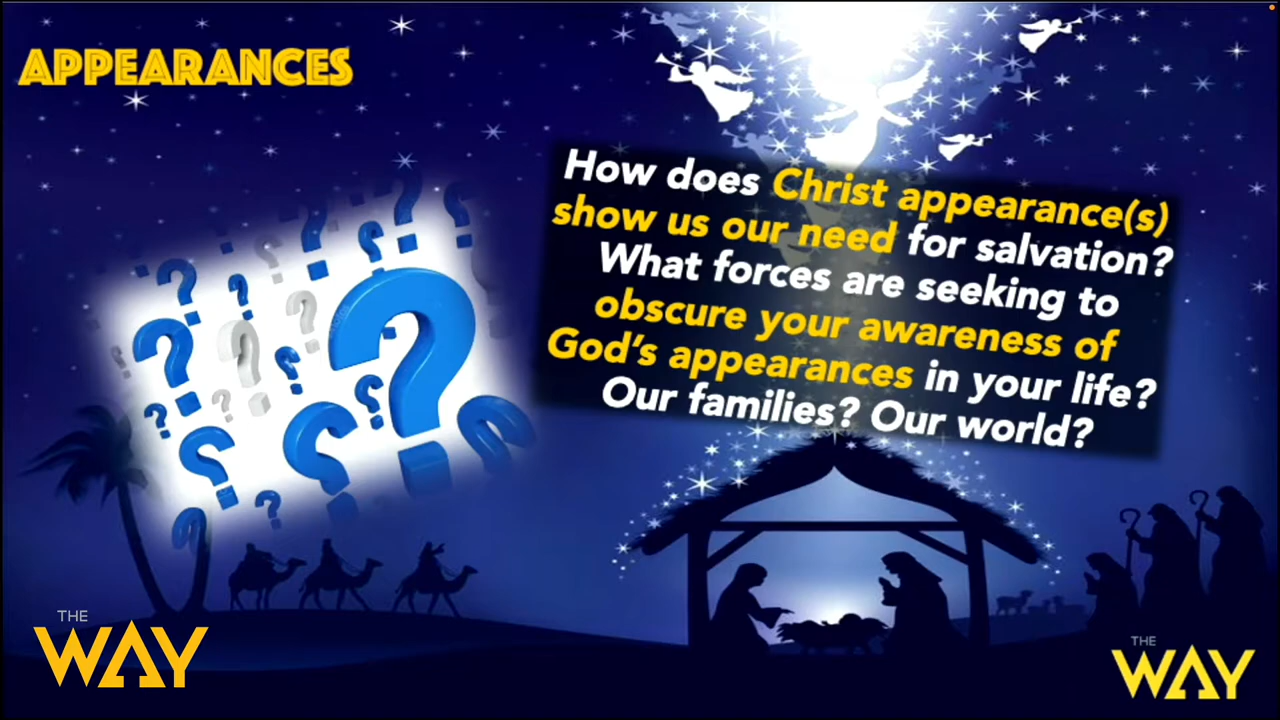 APPEARANCES
How does Christ appearance(s)
show us our need for salvation?
What forces are seeking to
obscure your awareness of
God's appearances in your life?
Our families? Our world?
THE
WAY
THE
WAY